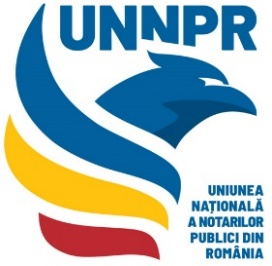 UNNPR
UNIUNEA
NAȚIONALĂ
A NOTARILOR
PUBLICI DIN
ROMÂNIA